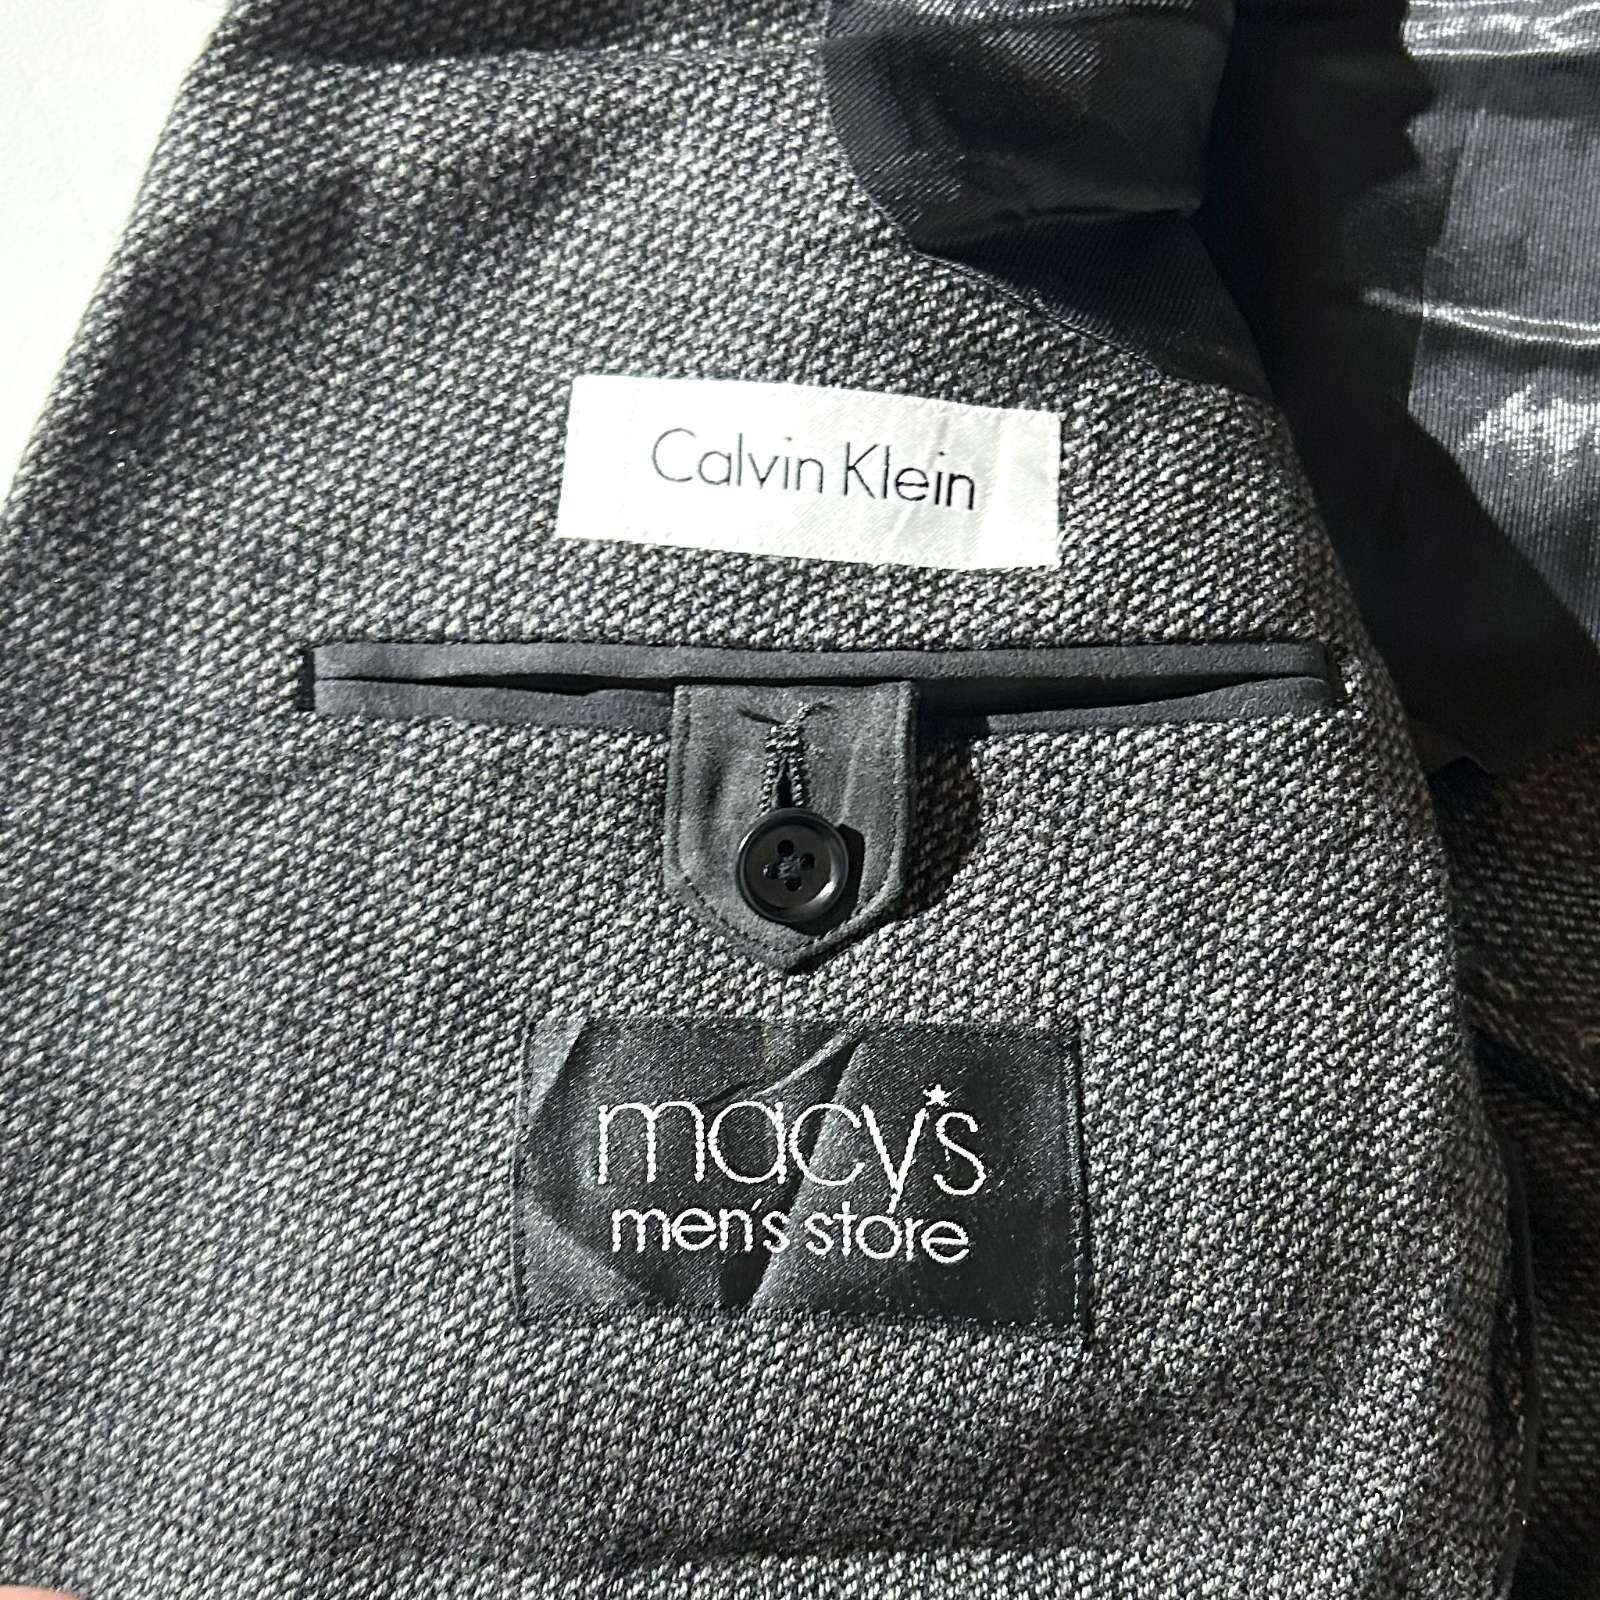 Calvin Klein
macy's
men's store